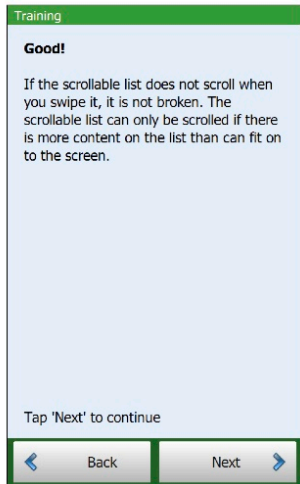 Training
Good!
If the scrollable list does not scroll when
you swipe it, it is not broken. The
scrollable list can only be scrolled if there
is more content on the list than can fit on
to the screen.
Tap 'Next' to continue
Back
Next